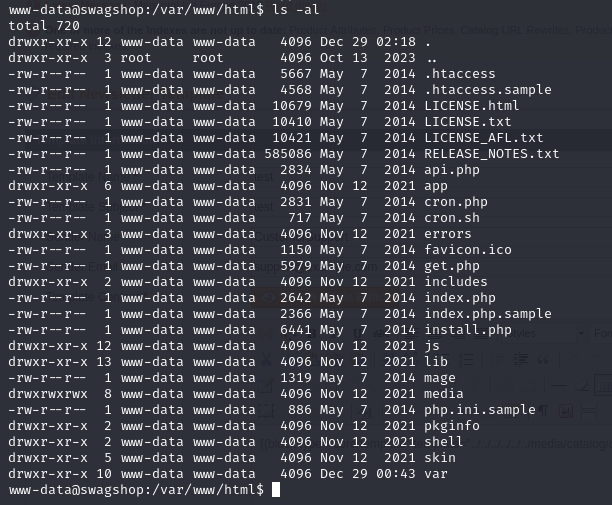 www-data@swagshop:/var/www/html$ ls -al
total 720
drwxr-xr-x 12 www-data www-data   4096 Dec 29 02:18 .
drwxr-xr-x  3 root     root       4096 Oct 13  2023 ..
-rw-r--r--  1 www-data www-data   5667 May  7  2014 .htaccess
-rw-r--r--  1 www-data www-data   4568 May  7  2014 .htaccess.sample
-rw-r--r--  1 www-data www-data  10679 May  7  2014 LICENSE.html
-rw-r--r--  1 www-data www-data  10410 May  7  2014 LICENSE.txt
-rw-r--r--  1 www-data www-data  10421 May  7  2014 LICENSE_AFL.txt
-rw-r--r--  1 www-data www-data 585086 May  7  2014 RELEASE_NOTES.txt
-rw-r--r--  1 www-data www-data   2834 May  7  2014 api.php
drwxr-xr-x  6 www-data www-data   4096 Nov 12  2021 app
-rw-r--r--  1 www-data www-data   2831 May  7  2014 cron.php
-rw-r--r--  1 www-data www-data    717 May  7  2014 cron.sh
drwxr-xr-x  3 www-data www-data   4096 Nov 12  2021 errors
-rw-r--r--  1 www-data www-data   1150 May  7  2014 favicon.ico
-rw-r--r--  1 www-data www-data   5979 May  7  2014 get.php
drwxr-xr-x  2 www-data www-data   4096 Nov 12  2021 includes
-rw-r--r--  1 www-data www-data   2642 May  7  2014 index.php
-rw-r--r--  1 www-data www-data   2366 May  7  2014 index.php.sample
-rw-r--r--  1 www-data www-data   6441 May  7  2014 install.php
drwxr-xr-x 12 www-data www-data   4096 Nov 12  2021 js
drwxr-xr-x 13 www-data www-data   4096 Nov 12  2021 lib
-rw-r--r--  1 www-data www-data   1319 May  7  2014 mage
drwxrwxrwx  8 www-data www-data   4096 Nov 12  2021 media
-rw-r--r--  1 www-data www-data    886 May  7  2014 php.ini.sample
drwxr-xr-x  2 www-data www-data   4096 Nov 12  2021 pkginfo
drwxr-xr-x  2 www-data www-data   4096 Nov 12  2021 shell
drwxr-xr-x  5 www-data www-data   4096 Nov 12  2021 skin
drwxr-xr-x 10 www-data www-data   4096 Dec 29 00:43 var
www-data@swagshop:/var/www/html$